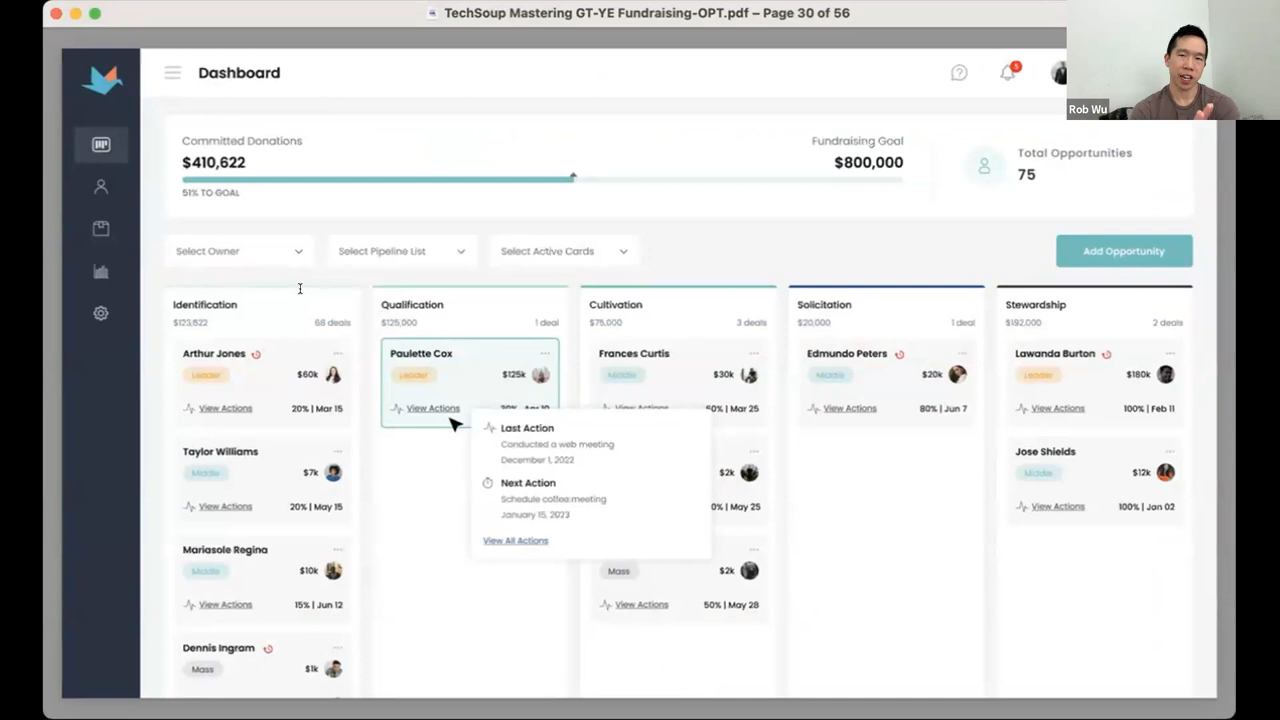 TechSoup Mastering GT-YE Fundraising-OPT.pdf – Page 30 of 56
Rob Wu
Dashboard
5
Committed Donations
$410,622
51% TO GOAL
Fundraising Goal
$800,000
Total Opportunities
75
Select Owner
Select Pipeline List
Select Active Cards
Add Opportunity
Identification
$123,622
68 deals
Arthur Jones
Leader
$60k
View Actions
20% | Mar 15
Taylor Williams
Middle
$7k
View Actions
20% | May 15
Mariasole Regina
Middle
$10k
View Actions
15% | Jun 12
Dennis Ingram
Mass
$1k
Qualification
$125,000
1 deal
Paulette Cox
Leader
$125k
View Actions
Last Action
Conducted a web meeting
December 1, 2022
Next Action
Schedule coffee meeting
January 15, 2023
View All Actions
Cultivation
$75,000
3 deals
Frances Curtis
Middle
$30k
View Actions
0% | Mar 25
$2k
0% | May 25
Mass
$2k
View Actions
50% | May 28
Solicitation
$20,000
1 deal
Edmundo Peters
Middle
$20k
View Actions
80% | Jun 7
Stewardship
$192,000
2 deals
Lawanda Burton
Leader
$180k
View Actions
100% | Feb 11
Jose Shields
Middle
$12k
View Actions
100% | Jan 02